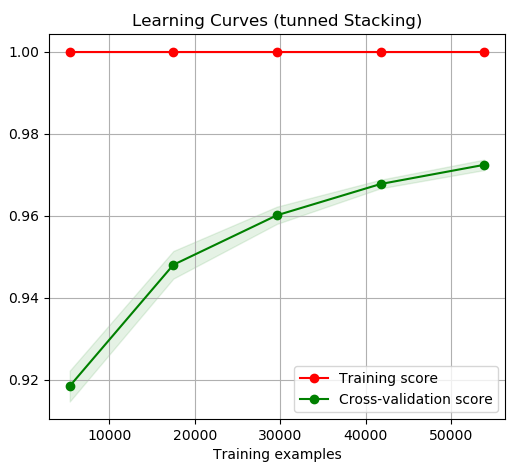 Learning Curves (tunned Stacking)
1.00
0.98
0.96
0.94
0.92
Training score
Cross-validation score
10000 20000 30000 40000 50000
Training examples